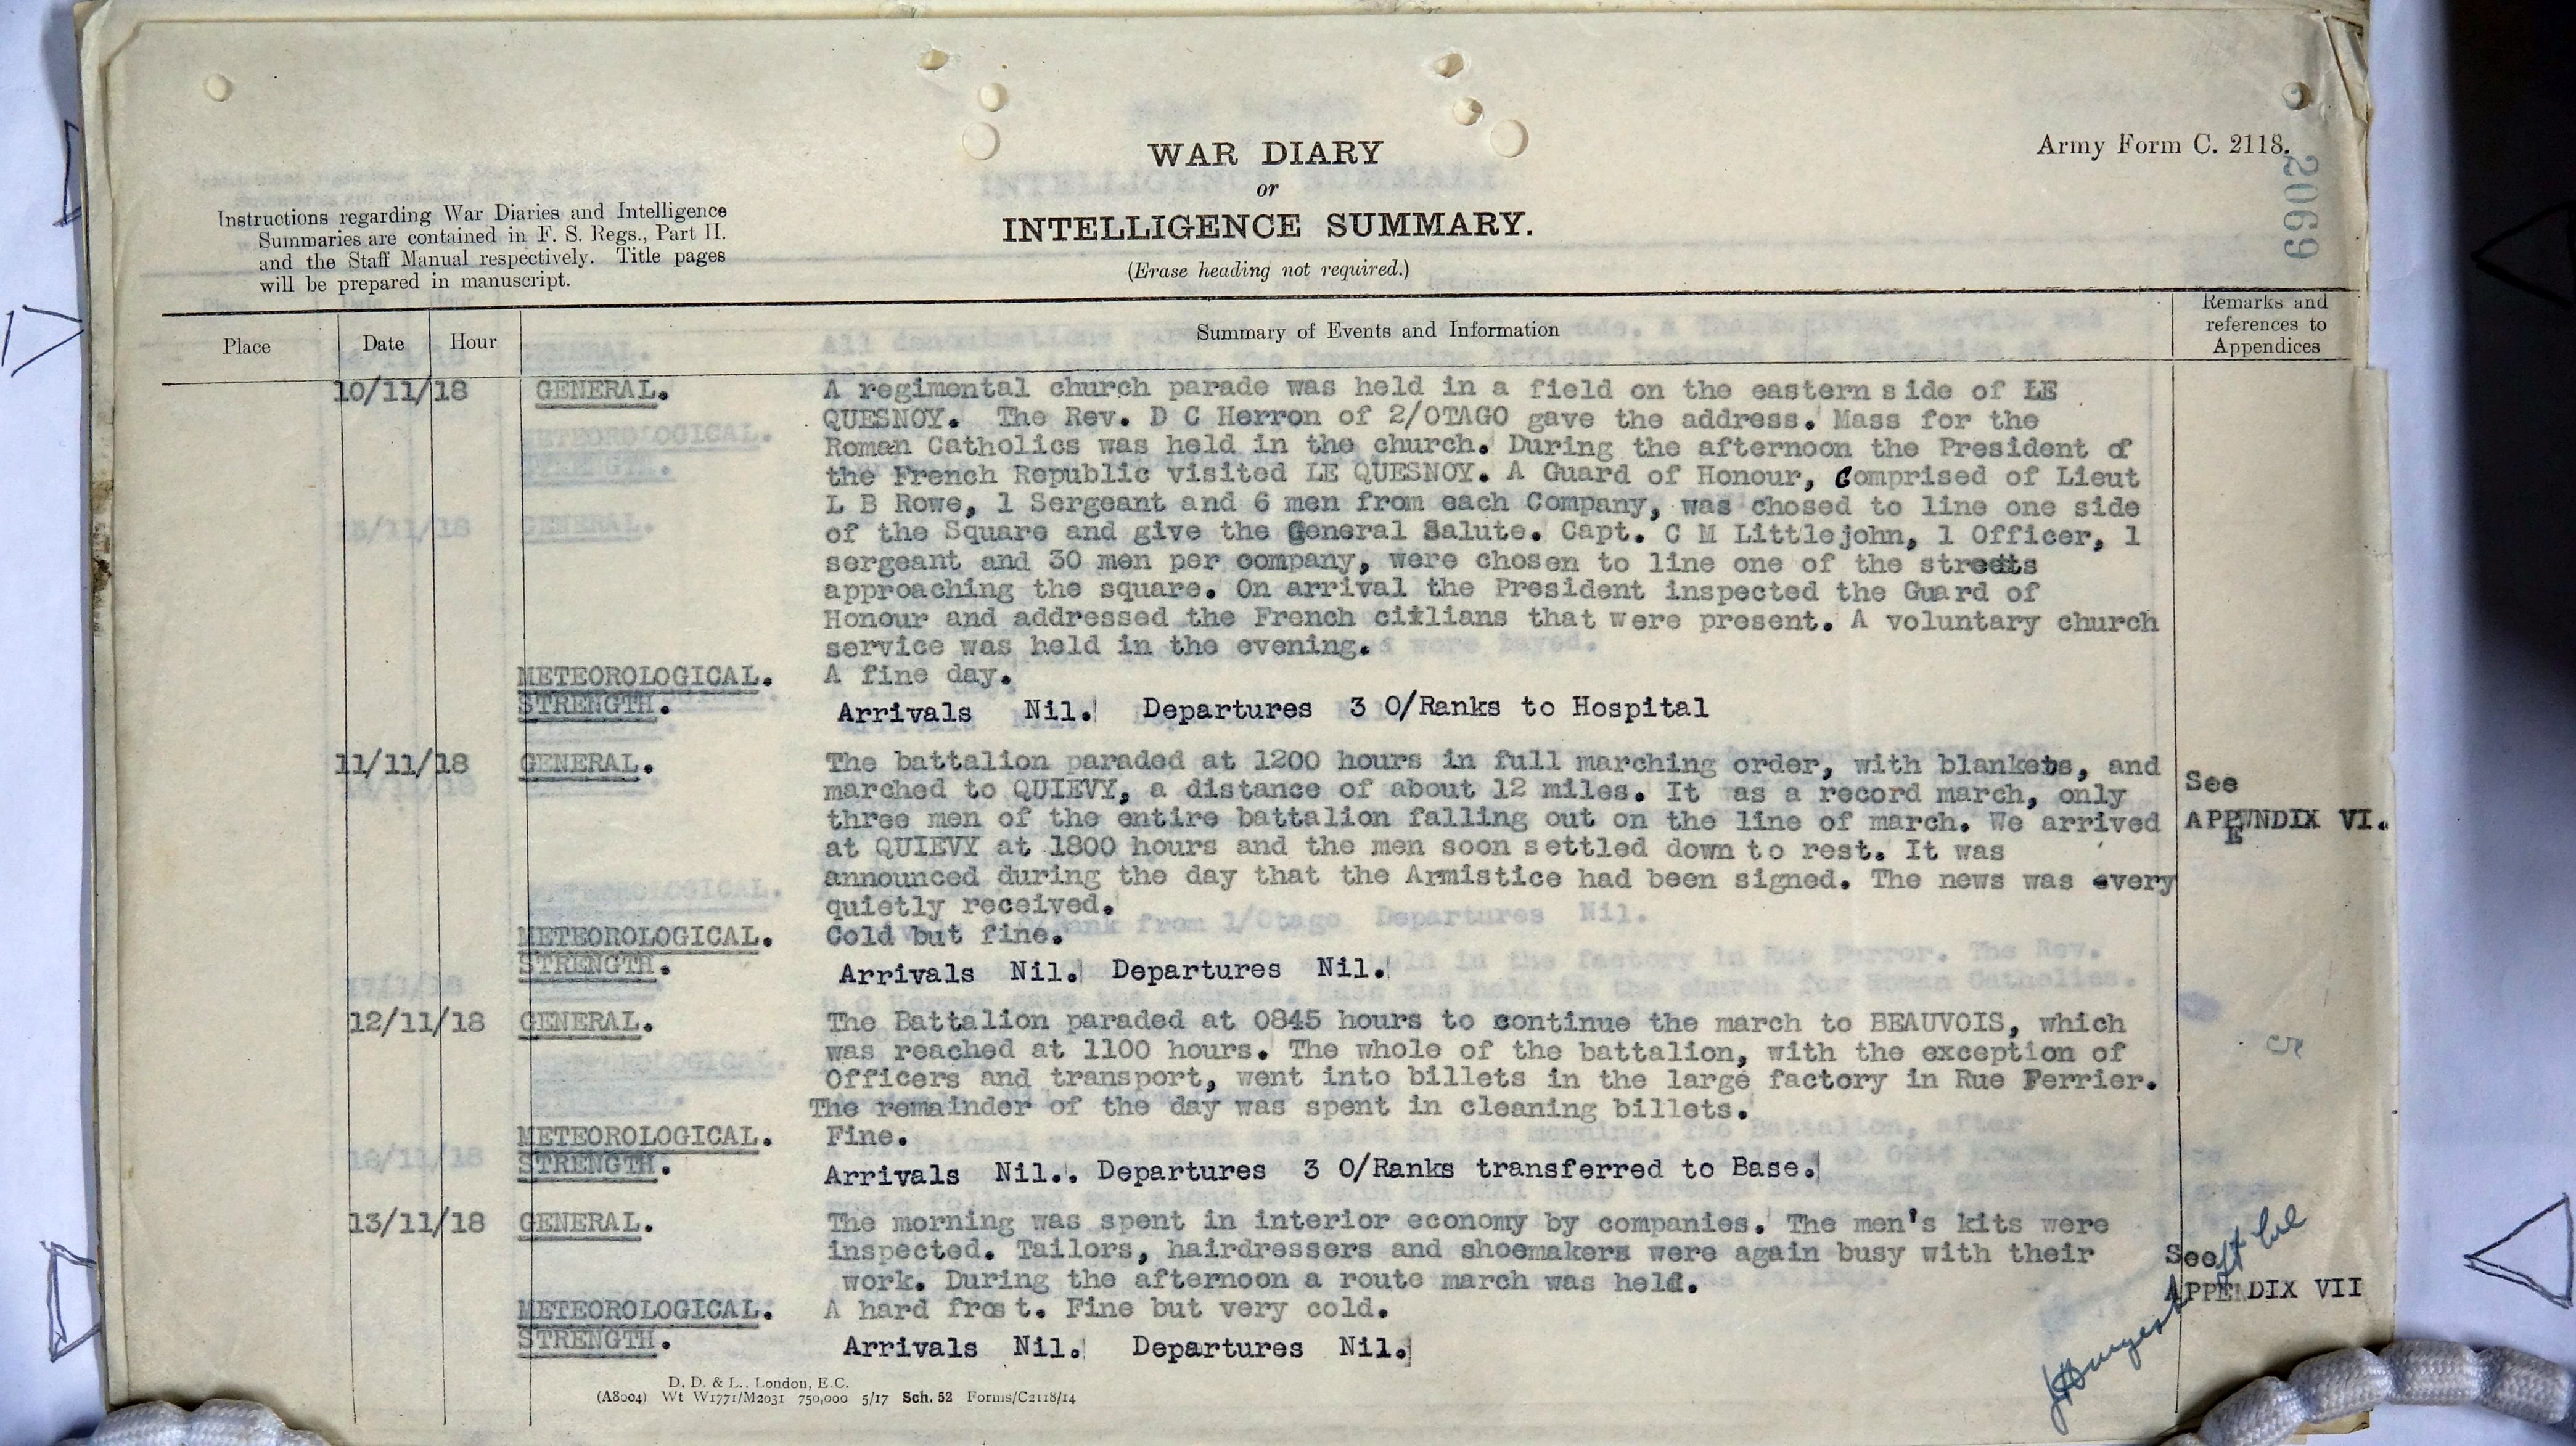 Army Form C. 2118.
2069
WAR DIARY
or
INTELLIGENCE SUMMARY.
(Erase heading not required.)
Instructions regarding War Diaries and Intelligence
Summaries are contained in F. S. Regs., Part II.
and the Staff Manual respectively. Title pages
will be prepared in manuscript.
Place Date Hour Summary of Events and Information Remarks and
references to
Appendices
10/11/18 GENERAL. A regimental church parade was held in a field on the eastern side of LE
QUESNOY. The Rev. D C Herron of 2/OTAGO gave the address. Mass for the
Roman Catholics was held in the church. During the afternoon the President of
the French Republic visited LE QUESNOY. A Guard of Honour, Comprised of Lieut
L B Rowe, 1 Sergeant and 6 men from each Company, was chosed to line one side
of the Square and give the General Salute. Capt. C M Littlejohn, 1 Officer, 1
sergeant and 30 men per company, were chosen to line one of the streets
approaching the square. On arrival the President inspected the Guard of
Honour and addressed the French citilians that were present. A voluntary church
service was held in the evening.
METEOROLOGICAL. A fine day.
STRENGTH. Arrivals Nil. Departures 3 O/Ranks to Hospital
11/11/18 GENERAL. The battalion paraded at 1200 hours in full marching order, with blankets, and
marched to QUIEVY, a distance of about 12 miles. It as a record march, only
three men of the entire battalion falling out on the line of march. We arrived
at QUIEVY at 1800 hours and the men soon settled down to rest. It was
announced during the day that the Armistice had been signed. The news was every
quietly received.
See
APPENDIX VI.
METEOROLOGICAL. Cold but fine.
STRENGTH. Arrivals Nil. Departures Nil.
12/11/18 GENERAL. The Battalion paraded at 0845 hours to continue the march to BEAUVOIS, which
was reached at 1100 hours. The whole of the battalion, with the exception of
Officers and transport, went into billets in the large factory in Rue Ferrier.
The remainder of the day was spent in cleaning billets.
METEOROLOGICAL. Fine.
STRENGTH. Arrivals Nil.. Departures 3 O/Ranks transferred to Base.
13/11/18 GENERAL. The morning was spent in interior economy by companies. The men's kits were
inspected. Tailors, hairdressers and shoemakers were again busy with their
work. During the afternoon a route march was held.
See
APPENDIX VII
METEOROLOGICAL. A hard frost. Fine but very cold.
STRENGTH. Arrivals Nil. Departures Nil.
D. D. & L., London, E.C.
(A8004) Wt W1771/M2031 750,000 5/17 Sch. 52 Forms/C2118/14